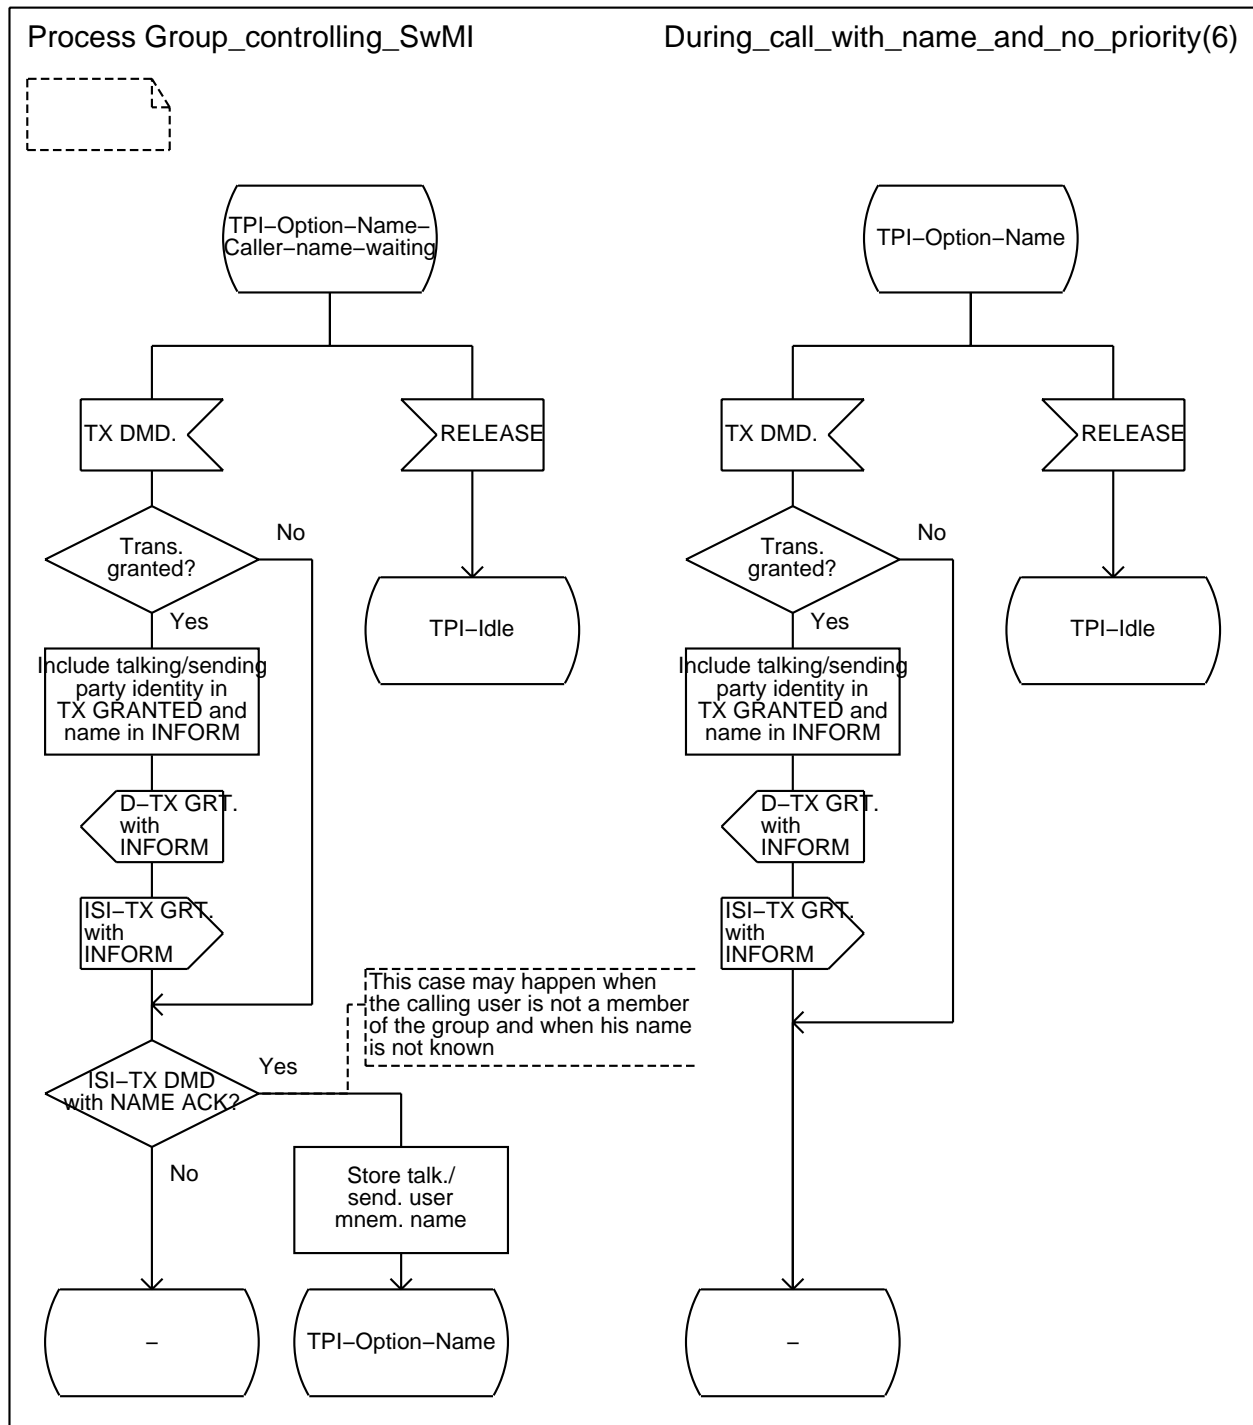 Process Group_controlling_SwMI
During_call_with_name_and_no_priority(6)
TPI–Option–Name–
Caller–name–waiting
TX DMD.
RELEASE
Trans.
granted?
No
Yes
TPI–Idle
Include talking/sending
party identity in
TX GRANTED and
name in INFORM
D–TX GRT.
with
INFORM
ISI–TX GRT.
with
INFORM
This case may happen when
the calling user is not a member
of the group and when his name
is not known
ISI–TX DMD
with NAME ACK?
Yes
No
Store talk./
send. user
mnem. name
–
TPI–Option–Name
TPI–Option–Name
TX DMD.
RELEASE
Trans.
granted?
No
Yes
TPI–Idle
Include talking/sending
party identity in
TX GRANTED and
name in INFORM
D–TX GRT.
with
INFORM
ISI–TX GRT.
with
INFORM
–